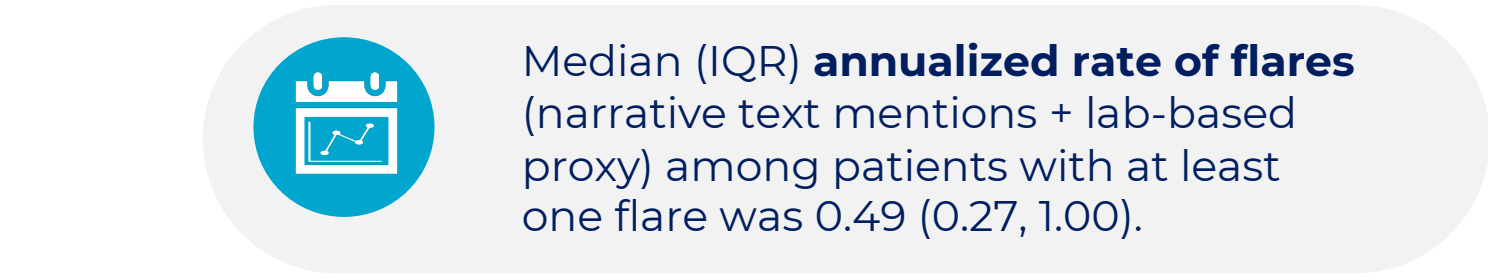 Median (IQR) annualized rate of flares
(narrative text mentions + lab-based
proxy) among patients with at least
one flare was 0.49 (0.27, 1.00).